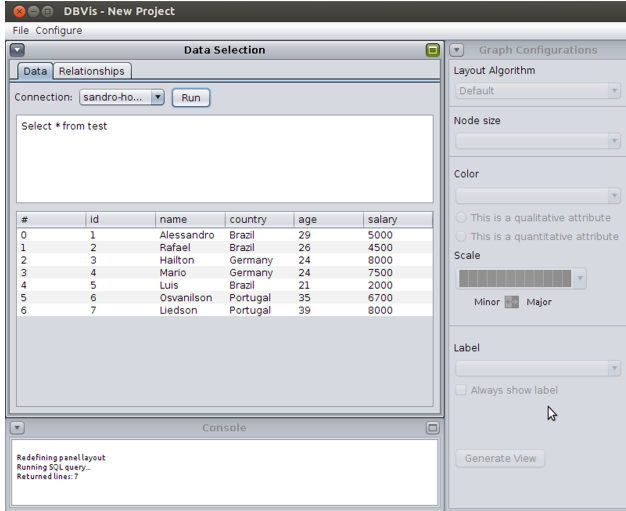 DBVis - New Project
File Configure
Data Selection
Data Relationships
Connection: sandro-ho... Run
Select * from test
# id name country age salary
0 1 Alessandro Brazil 29 5000
1 2 Rafael Brazil 26 4500
2 3 Hailton Germany 24 8000
3 4 Mario Germany 24 7500
4 5 Luis Brazil 21 2000
5 6 Osvanilson Portugal 35 6700
6 7 Liedson Portugal 39 8000
Console
Redefining panel layout
Running SQL query...
Returned lines: 7
Graph Configurations
Layout Algorithm
Default
Node size
Color
This is a qualitative attribute
This is a quantitative attribute
Scale
Minor Major
Label
Always show label
Generate View